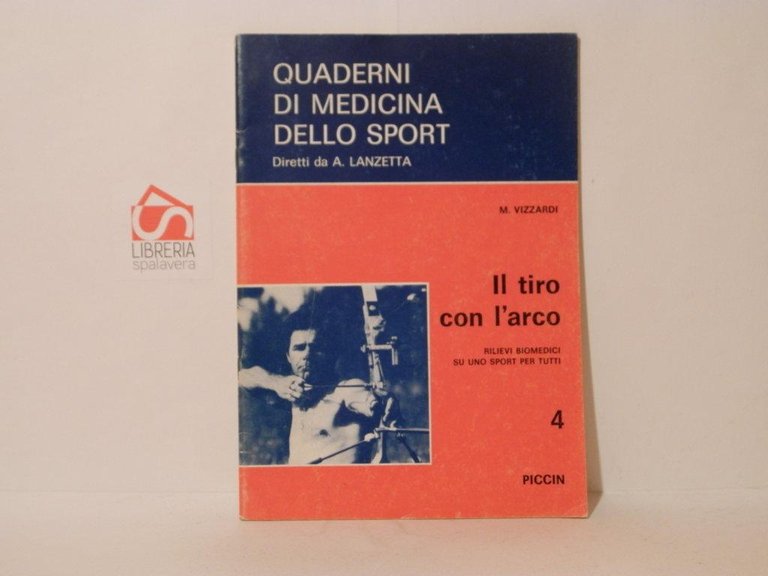 QUADERNI
DI MEDICINA
DELLO SPORT
Diretti da A. LANZETTA
M. VIZZARDI
Il tiro
con l'arco
RILIEVI BIOMEDICI
SU UNO SPORT PER TUTTI
4
PICCIN
LIBRERIA
spalavera